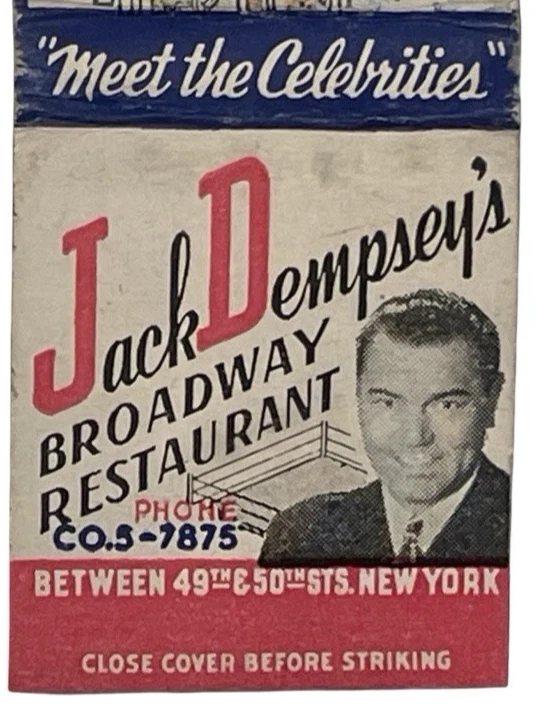 "Meet the Celebrities"
Jack Dempsey's
BROADWAY
RESTAURANT
PHONE
CO.5-7875
BETWEEN 49TH & 50TH STS. NEW YORK
CLOSE COVER BEFORE STRIKING